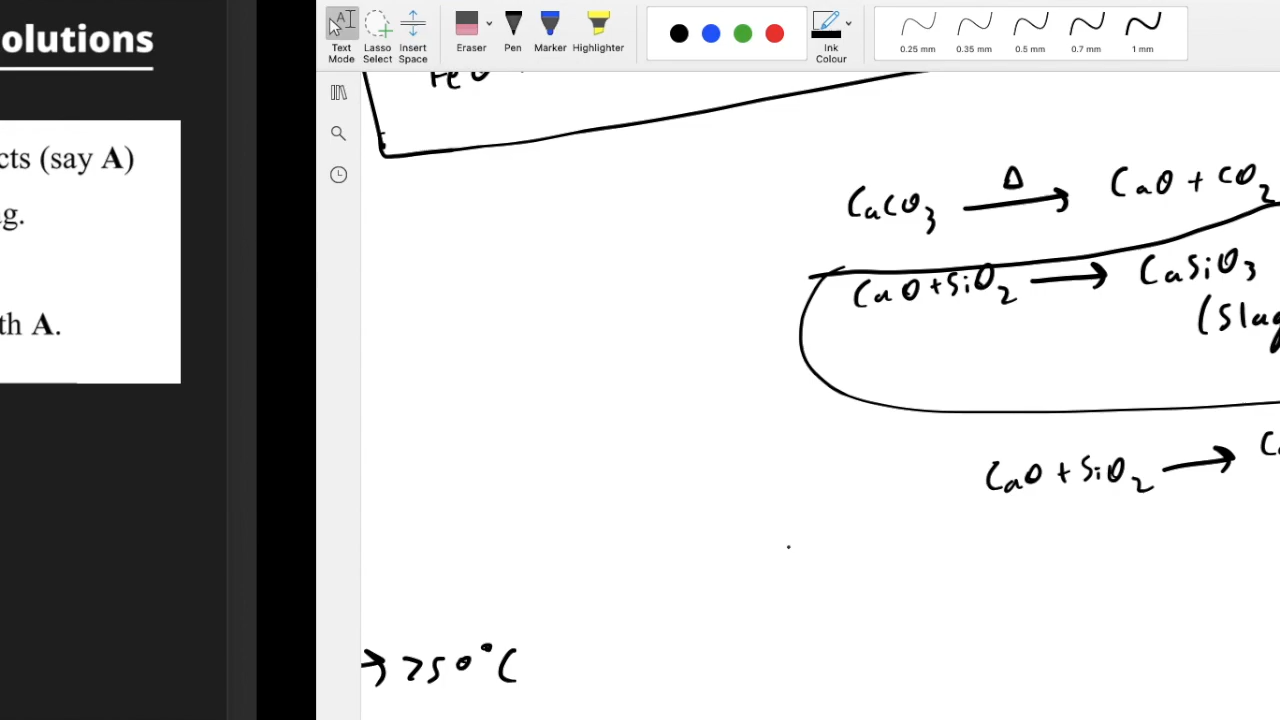 olutions
cts (say A)
g.
th A.
Text Mode
Lasso Select
Insert Space
Eraser
Pen
Marker
Highlighter
Ink Colour
0.25 mm
0.35 mm
0.5 mm
0.7 mm
1 mm
FeO
CaCO3 Δ→ CaO + CO2
CaO + SiO2 → CaSiO3
(Slag
CaO + SiO2 → Ca
→ 750°C